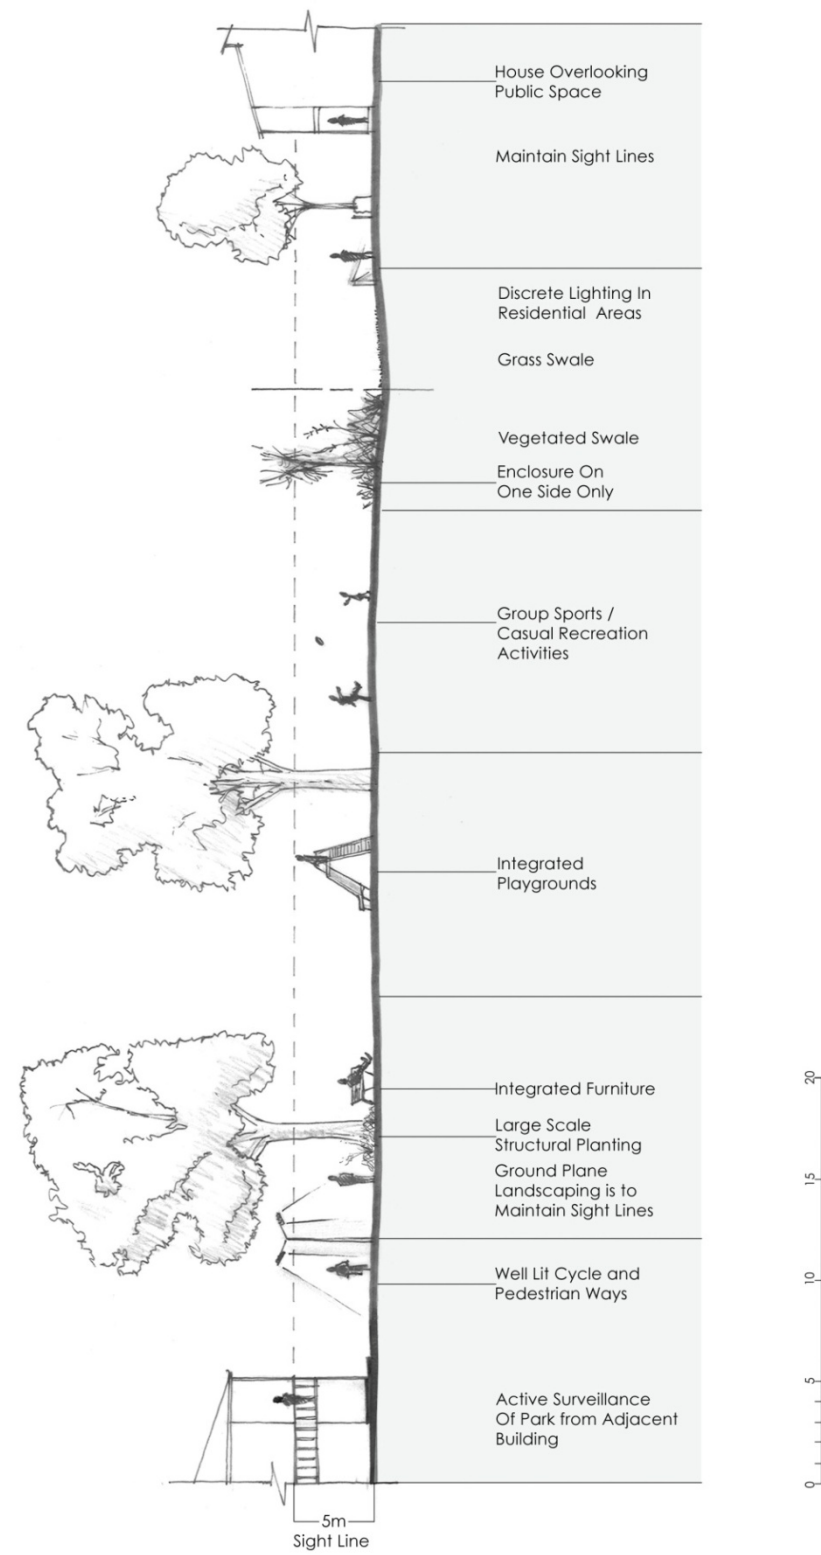 House Overlooking
Public Space
Maintain Sight Lines
Discrete Lighting In
Residential Areas
Grass Swale
Vegetated Swale
Enclosure On
One Side Only
Group Sports /
Casual Recreation
Activities
Integrated
Playgrounds
Integrated Furniture
Large Scale
Structural Planting
Ground Plane
Landscaping is to
Maintain Sight Lines
Well Lit Cycle and
Pedestrian Ways
Active Surveillance
Of Park from Adjacent
Building
5m
Sight Line
20
15
10
5
0